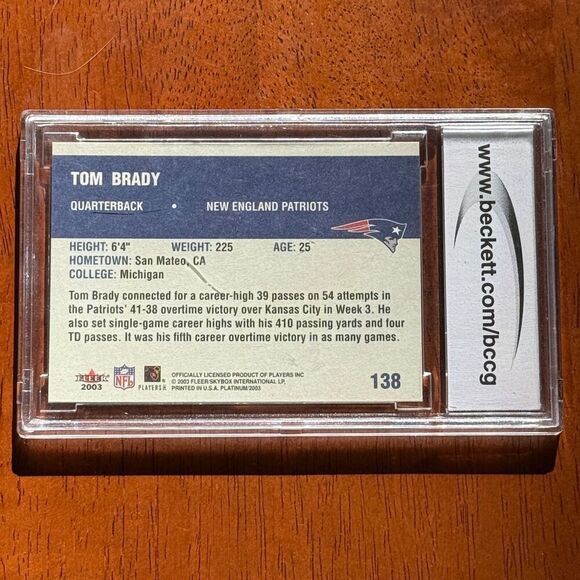 TOM BRADY
QUARTERBACK • NEW ENGLAND PATRIOTS
HEIGHT: 6'4" WEIGHT: 225 AGE: 25
HOMETOWN: San Mateo, CA
COLLEGE: Michigan
Tom Brady connected for a career-high 39 passes on 54 attempts in
the Patriots' 41-38 overtime victory over Kansas City in Week 3. He
also set single-game career highs with his 410 passing yards and four
TD passes. It was his fifth career overtime victory in as many games.
FLEER
2003
NFL
PLAYERS
OFFICIALLY LICENSED PRODUCT OF PLAYERS INC
© 2003 FLEER/SKYBOX INTERNATIONAL LP.
PRINTED IN U.S.A. PLATINUM/2003
138
www.beckett.com/bccg